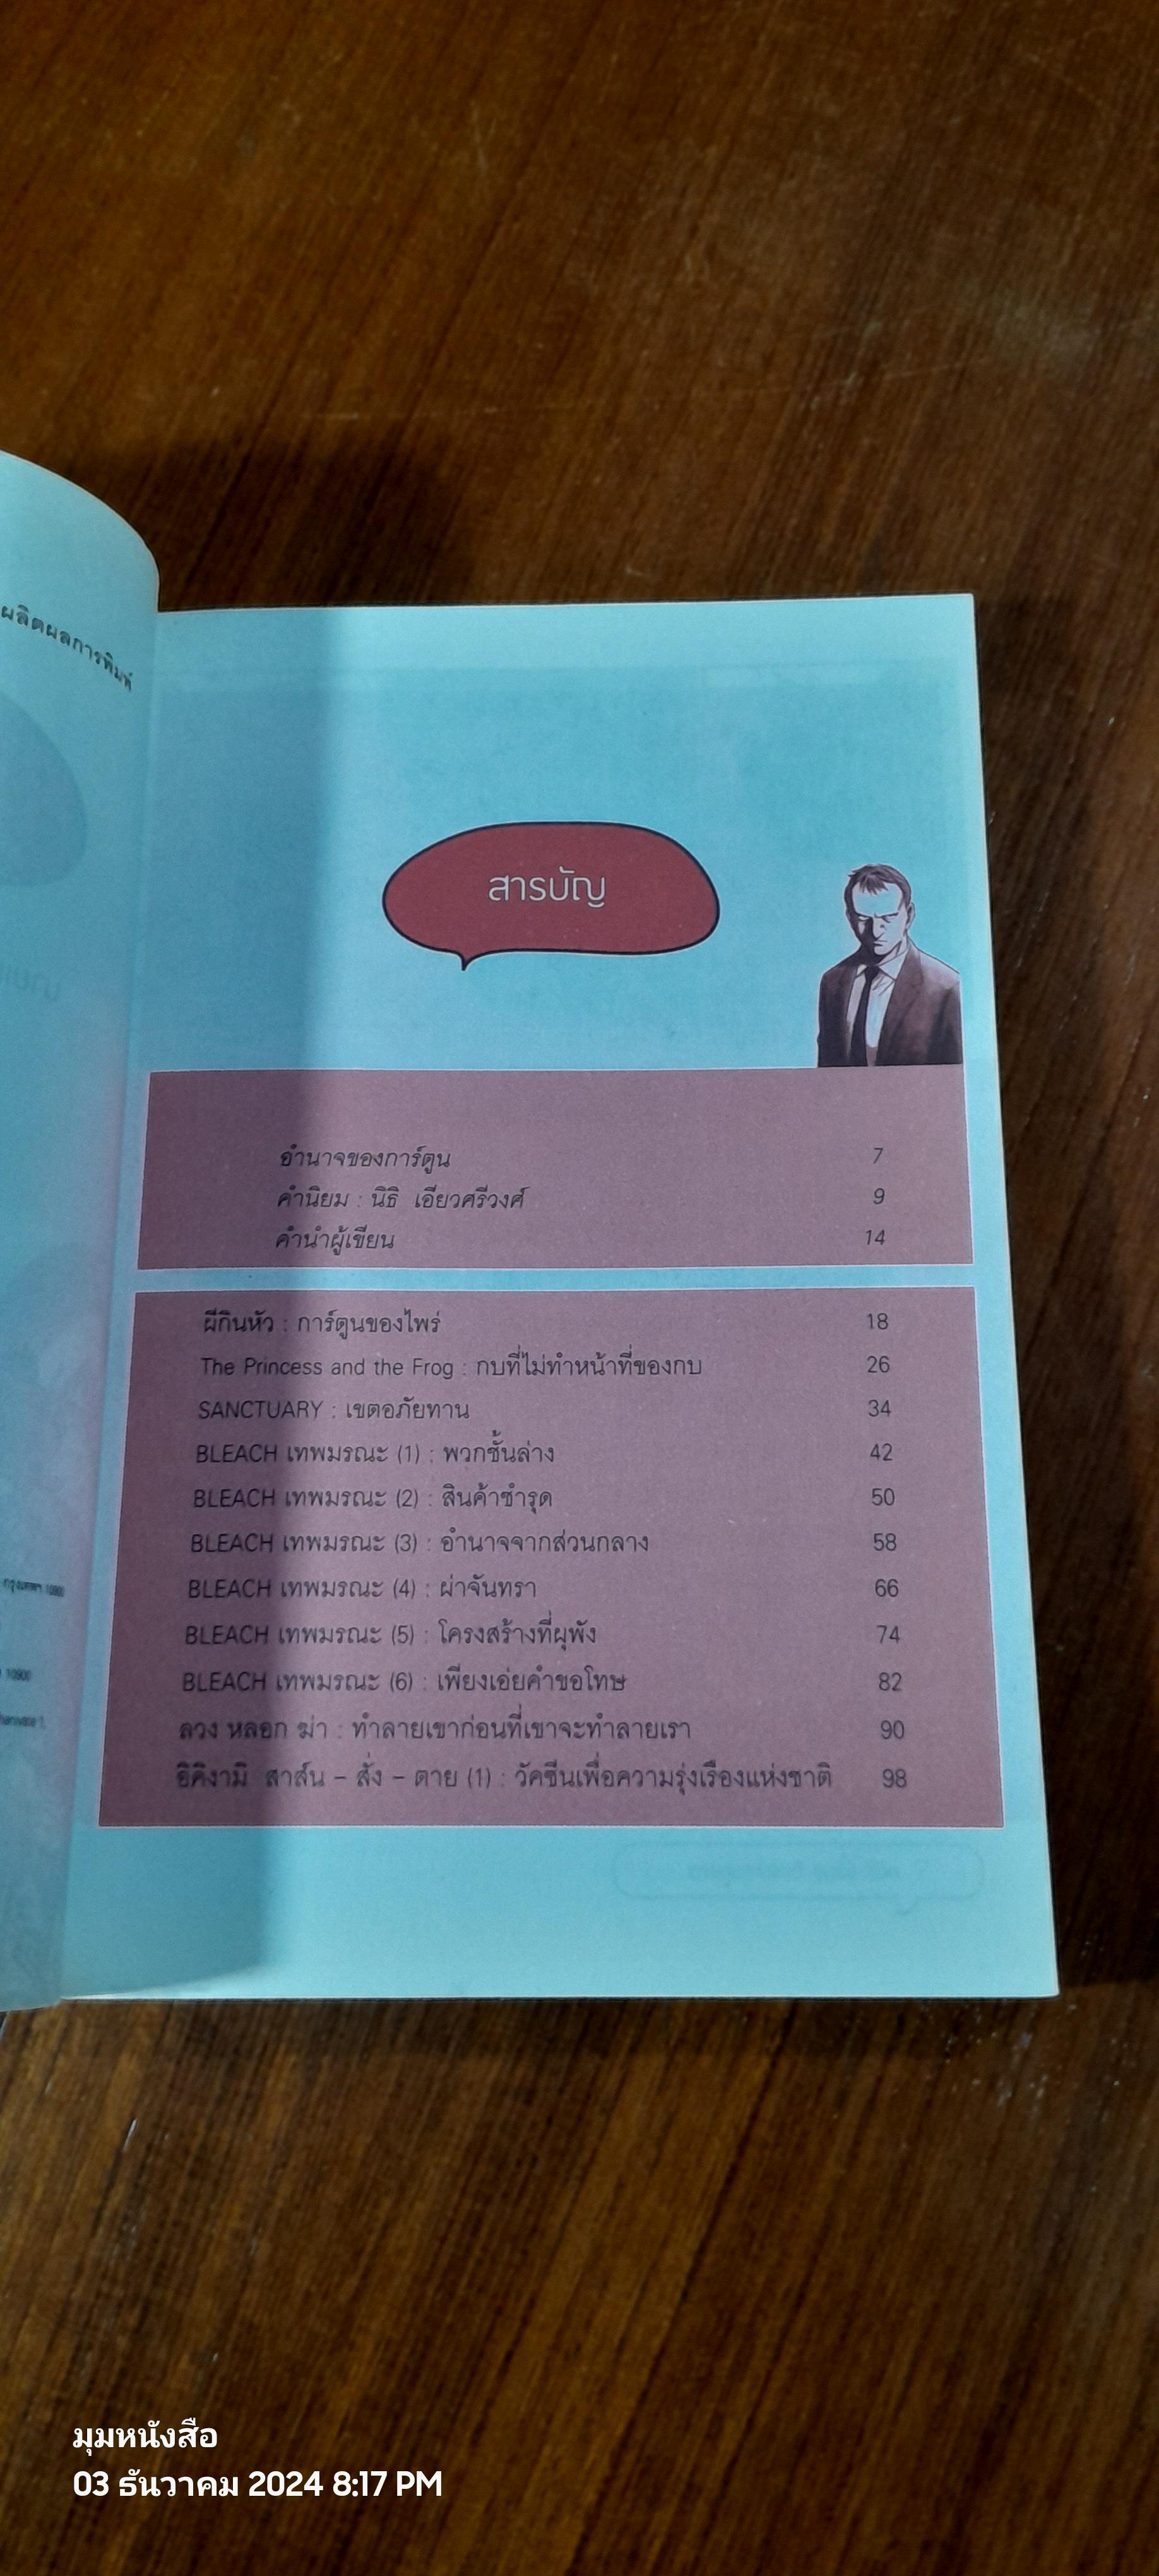 ผลิตผลการพิมพ์
กรุงเทพฯ 10900
10900
สารบัญ
อำนาจของการ์ตูน 7
คำนิยม : นิธิ เอียวศรีวงศ์ 9
คำนำผู้เขียน 14
ผีกินหัว : การ์ตูนของไพร่ 18
The Princess and the Frog : กบที่ไม่ทำหน้าที่ของกบ 26
SANCTUARY : เขตอภัยทาน 34
BLEACH เทพมรณะ (1) : พวกชั้นล่าง 42
BLEACH เทพมรณะ (2) : สินค้าชำรุด 50
BLEACH เทพมรณะ (3) : อำนาจจากส่วนกลาง 58
BLEACH เทพมรณะ (4) : ผ่าจันทรา 66
BLEACH เทพมรณะ (5) : โครงสร้างที่ผุพัง 74
BLEACH เทพมรณะ (6) : เพียงเอ่ยคำขอโทษ 82
ลวง หลอก ฆ่า : ทำลายเขาก่อนที่เขาจะทำลายเรา 90
อิคิงามิ สาส์น – สั่ง – ตาย (1) : วัคซีนเพื่อความรุ่งเรืองแห่งชาติ 98
มุมหนังสือ
03 ธันวาคม 2024 8:17 PM